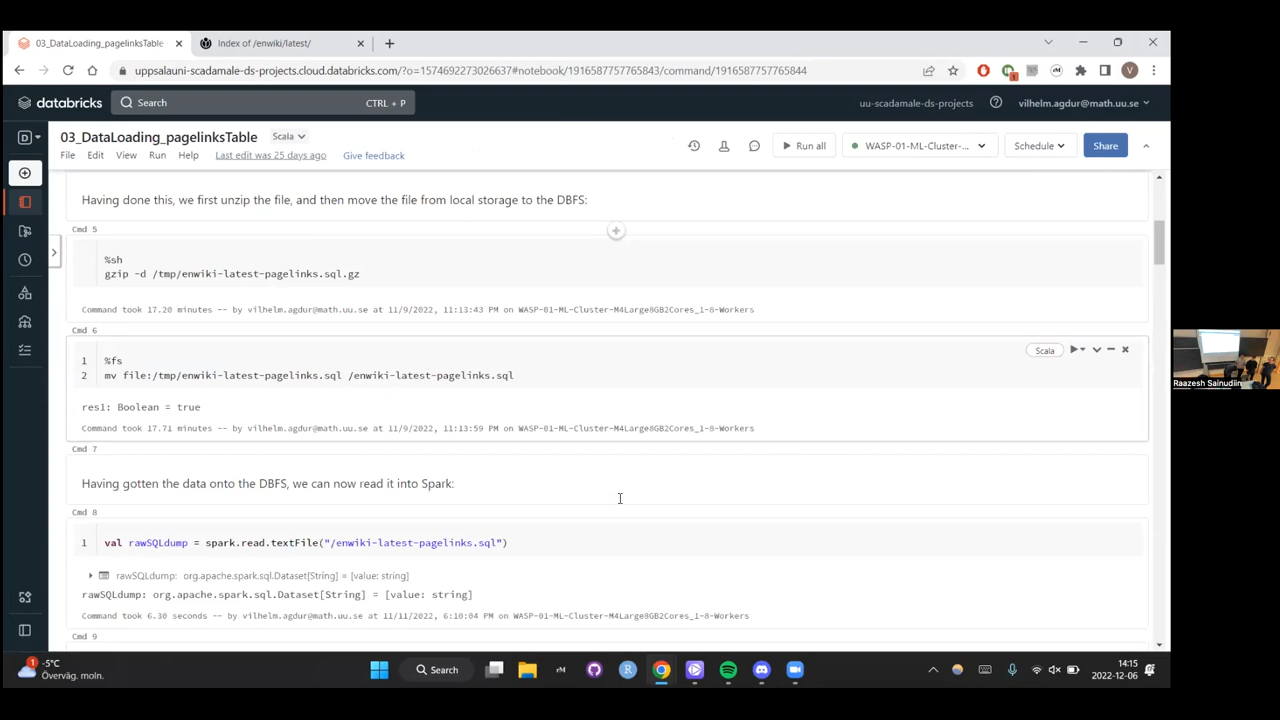 03_DataLoading_pagelinksTable
Index of /enwiki/latest/
uppsalauni-scadamale-ds-projects.cloud.databricks.com/?o=1574692273026637#notebook/1916587757765843/command/1916587757765844
V
databricks
Search
CTRL + P
uu-scadamale-ds-projects
vilhelm.agdur@math.uu.se
D
03_DataLoading_pagelinksTable
Scala
File
Edit
View
Run
Help
Last edit was 25 days ago
Give feedback
Run all
WASP-01-ML-Cluster-...
Schedule
Share
Having done this, we first unzip the file, and then move the file from local storage to the DBFS:
Cmd 5
%sh
gzip -d /tmp/enwiki-latest-pagelinks.sql.gz
Command took 17.20 minutes -- by vilhelm.agdur@math.uu.se at 11/9/2022, 11:13:43 PM on WASP-01-ML-Cluster-M4Large8GB2Cores_1-8-Workers
Cmd 6
1 %fs
2 mv file:/tmp/enwiki-latest-pagelinks.sql /enwiki-latest-pagelinks.sql
Scala
res1: Boolean = true
Command took 17.71 minutes -- by vilhelm.agdur@math.uu.se at 11/9/2022, 11:13:59 PM on WASP-01-ML-Cluster-M4Large8GB2Cores_1-8-Workers
Cmd 7
Having gotten the data onto the DBFS, we can now read it into Spark:
Cmd 8
1 val rawSQLdump = spark.read.textFile("/enwiki-latest-pagelinks.sql")
rawSQLdump: org.apache.spark.sql.Dataset[String] = [value: string]
rawSQLdump: org.apache.spark.sql.Dataset[String] = [value: string]
Command took 6.30 seconds -- by vilhelm.agdur@math.uu.se at 11/11/2022, 6:10:04 PM on WASP-01-ML-Cluster-M4Large8GB2Cores_1-8-Workers
Cmd 9
Raazesh Sainudiin
1
-5°C
Överväg. moln.
Search
rM
R
14:15
2022-12-06